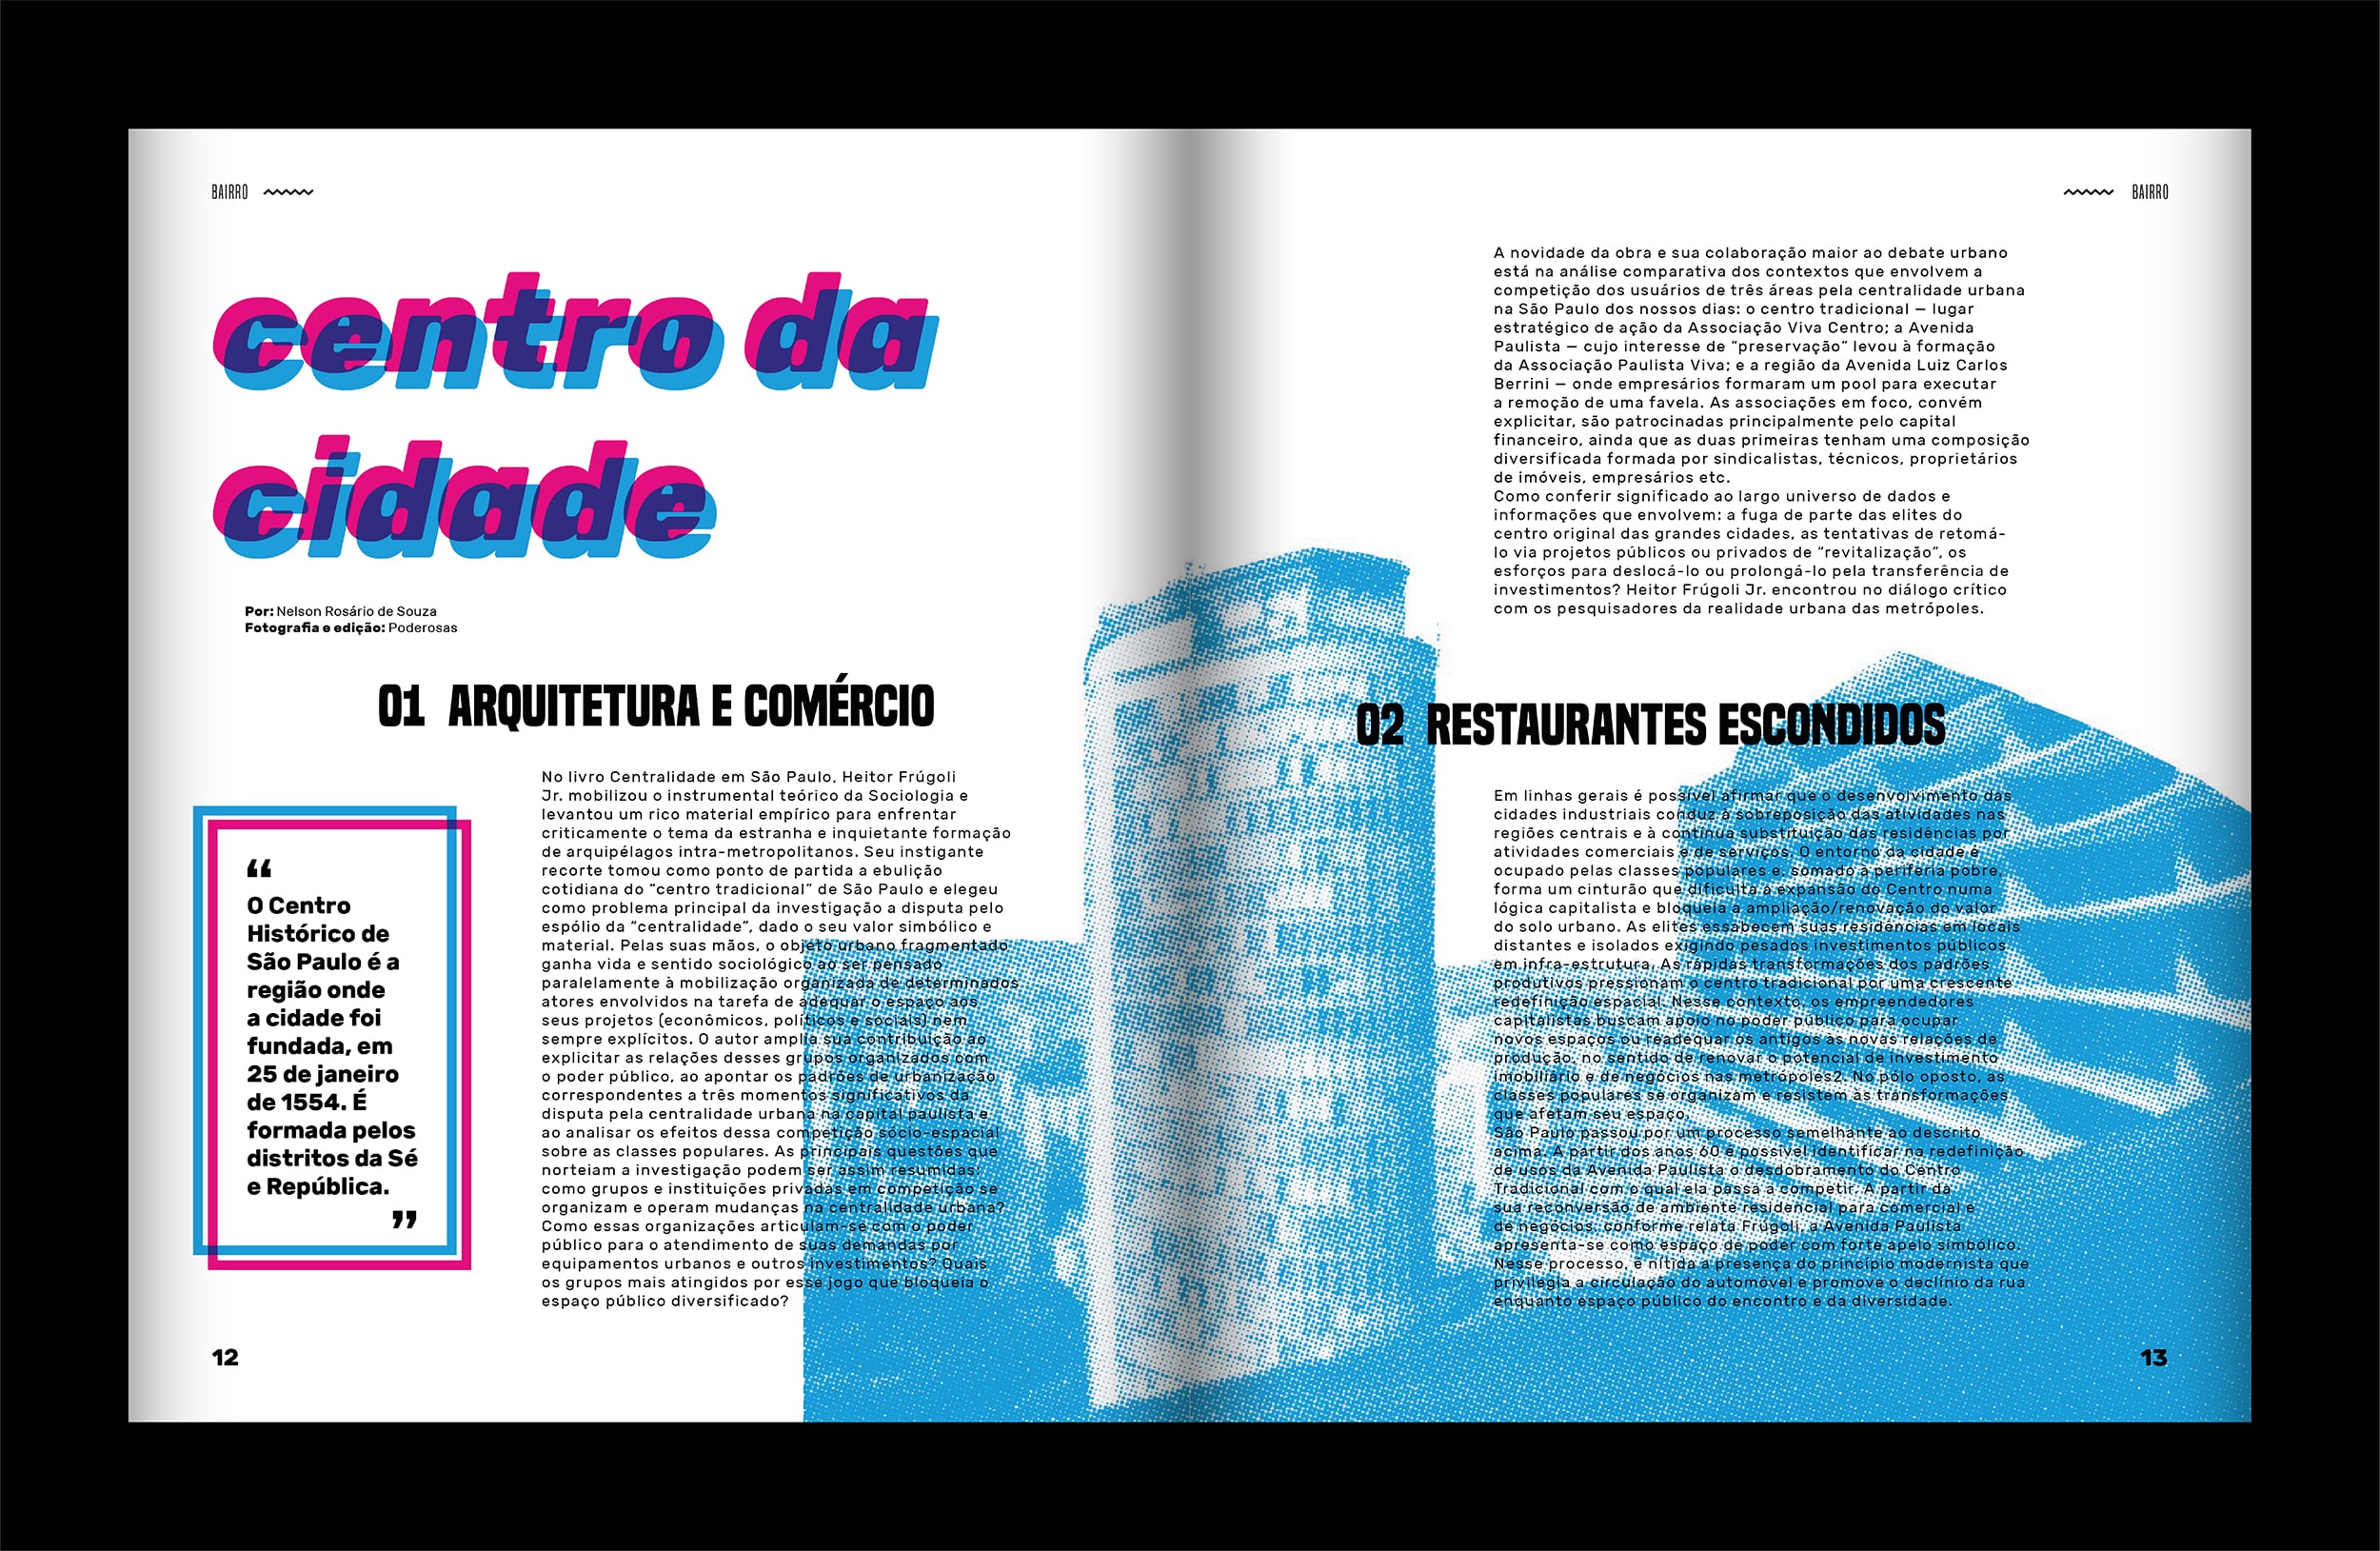 BAIRRO
centro da
cidade
Por: Nelson Rosário de Souza
Fotografia e edição: Poderosas
01 ARQUITETURA E COMÉRCIO
“
O Centro
Histórico de
São Paulo é a
região onde
a cidade foi
fundada, em
25 de janeiro
de 1554. É
formada pelos
distritos da Sé
e República.
”
No livro Centralidade em São Paulo, Heitor Frúgoli
Jr. mobilizou o instrumental teórico da Sociologia e
levantou um rico material empírico para enfrentar
criticamente o tema da estranha e inquietante formação
de arquipélagos intra-metropolitanos. Seu instigante
recorte tomou como ponto de partida a ebulição
cotidiana do “centro tradicional” de São Paulo e elegeu
como problema principal da investigação a disputa pelo
espólio da “centralidade”, dado o seu valor simbólico e
material. Pelas suas mãos, o objeto urbano fragmentado
ganha vida e sentido sociológico ao ser pensado
paralelamente à mobilização organizada de determinados
atores envolvidos na tarefa de adequar o espaço aos
seus projetos (econômicos, políticos e sociais) nem
sempre explícitos. O autor amplia sua contribuição ao
explicitar as relações desses grupos organizados com
o poder público, ao apontar os padrões de urbanização
correspondentes a três momentos significativos da
disputa pela centralidade urbana na capital paulista e
ao analisar os efeitos dessa competição sócio-espacial
sobre as classes populares. As principais questões que
norteiam a investigação podem ser assim resumidas:
como grupos e instituições privadas em competição se
organizam e operam mudanças na centralidade urbana?
Como essas organizações articulam-se com o poder
público para o atendimento de suas demandas por
equipamentos urbanos e outros investimentos? Quais
os grupos mais atingidos por esse jogo que bloqueia o
espaço público diversificado?
12
BAIRRO
A novidade da obra e sua colaboração maior ao debate urbano
está na análise comparativa dos contextos que envolvem a
competição dos usuários de três áreas pela centralidade urbana
na São Paulo dos nossos dias: o centro tradicional – lugar
estratégico de ação da Associação Viva Centro; a Avenida
Paulista – cujo interesse de “preservação” levou à formação
da Associação Paulista Viva; e a região da Avenida Luiz Carlos
Berrini – onde empresários formaram um pool para executar
a remoção de uma favela. As associações em foco, convém
explicitar, são patrocinadas principalmente pelo capital
financeiro, ainda que as duas primeiras tenham uma composição
diversificada formada por sindicalistas, técnicos, proprietários
de imóveis, empresários etc.
Como conferir significado ao largo universo de dados e
informações que envolvem: a fuga de parte das elites do
centro original das grandes cidades, as tentativas de retomá-
lo via projetos públicos ou privados de “revitalização”, os
esforços para deslocá-lo ou prolongá-lo pela transferência de
investimentos? Heitor Frúgoli Jr. encontrou no diálogo crítico
com os pesquisadores da realidade urbana das metrópoles.
02 RESTAURANTES ESCONDIDOS
Em linhas gerais é possível afirmar que o desenvolvimento das
cidades industriais conduz à sobreposição das atividades nas
regiões centrais e à contínua substituição das residências por
atividades comerciais e de serviços. O entorno da cidade é
ocupado pelas classes populares e, somado à periferia pobre,
forma um cinturão que dificulta a expansão do Centro numa
lógica capitalista e bloqueia a ampliação/renovação do valor
do solo urbano. As elites essabecem suas residências em locais
distantes e isolados exigindo pesados investimentos públicos
em infra-estrutura. As rápidas transformações dos padrões
produtivos pressionam o centro tradicional por uma crescente
redefinição espacial. Nesse contexto, os empreendedores
capitalistas buscam apoio no poder público para ocupar
novos espaços ou readequar os antigos às novas relações de
produção, no sentido de renovar o potencial de investimento
imobiliário e de negócios nas metrópoles2. No pólo oposto, as
classes populares se organizam e resistem às transformações
que afetam seu espaço.
São Paulo passou por um processo semelhante ao descrito
acima. A partir dos anos 60 é possível identificar na redefinição
de usos da Avenida Paulista o desdobramento do Centro
Tradicional com o qual ela passa a competir. A partir da
sua reconversão de ambiente residencial para comercial e
de negócios, conforme relata Frúgoli, a Avenida Paulista
apresenta-se como espaço de poder com forte apelo simbólico.
Nesse processo, é nítida a presença do princípio modernista que
privilegia a circulação do automóvel e promove o declínio da rua
enquanto espaço público do encontro e da diversidade.
13